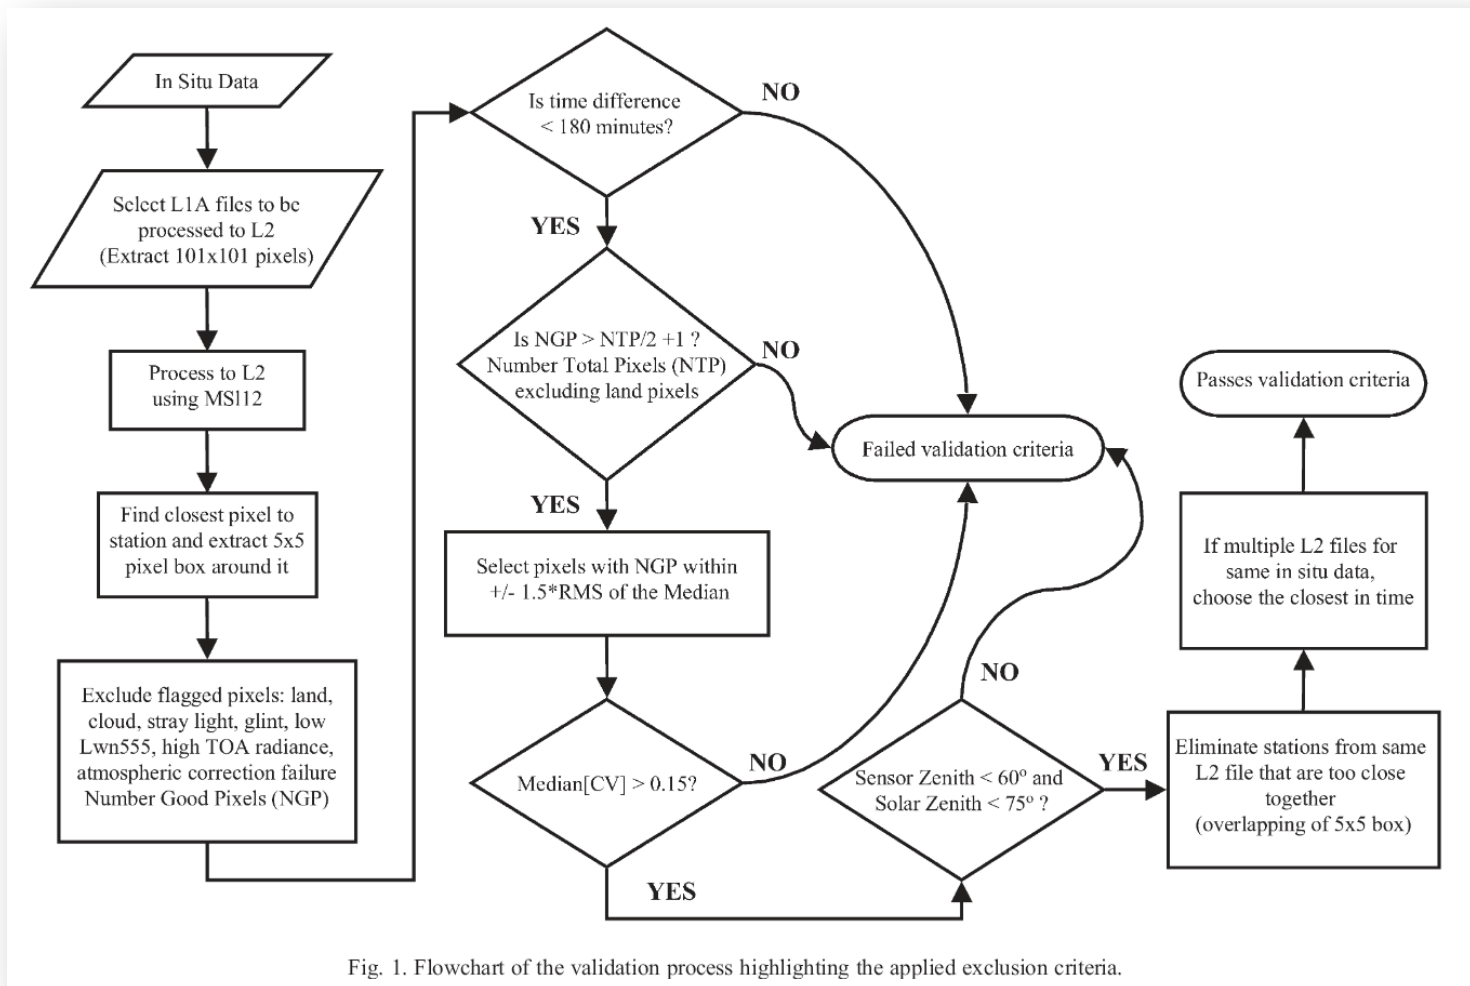 In Situ Data
Select L1A files to be
processed to L2
(Extract 101x101 pixels)
Process to L2
using MSl12
Find closest pixel to
station and extract 5x5
pixel box around it
Exclude flagged pixels: land,
cloud, stray light, glint, low
Lwn555, high TOA radiance,
atmospheric correction failure
Number Good Pixels (NGP)
Is time difference
< 180 minutes?
NO
YES
Is NGP > NTP/2 +1 ?
Number Total Pixels (NTP)
excluding land pixels
NO
YES
Select pixels with NGP within
+/- 1.5*RMS of the Median
Median[CV] > 0.15?
NO
YES
Failed validation criteria
Sensor Zenith < 60º and
Solar Zenith < 75º ?
NO
YES
Eliminate stations from same
L2 file that are too close
together
(overlapping of 5x5 box)
If multiple L2 files for
same in situ data,
choose the closest in time
Passes validation criteria
Fig. 1. Flowchart of the validation process highlighting the applied exclusion criteria.